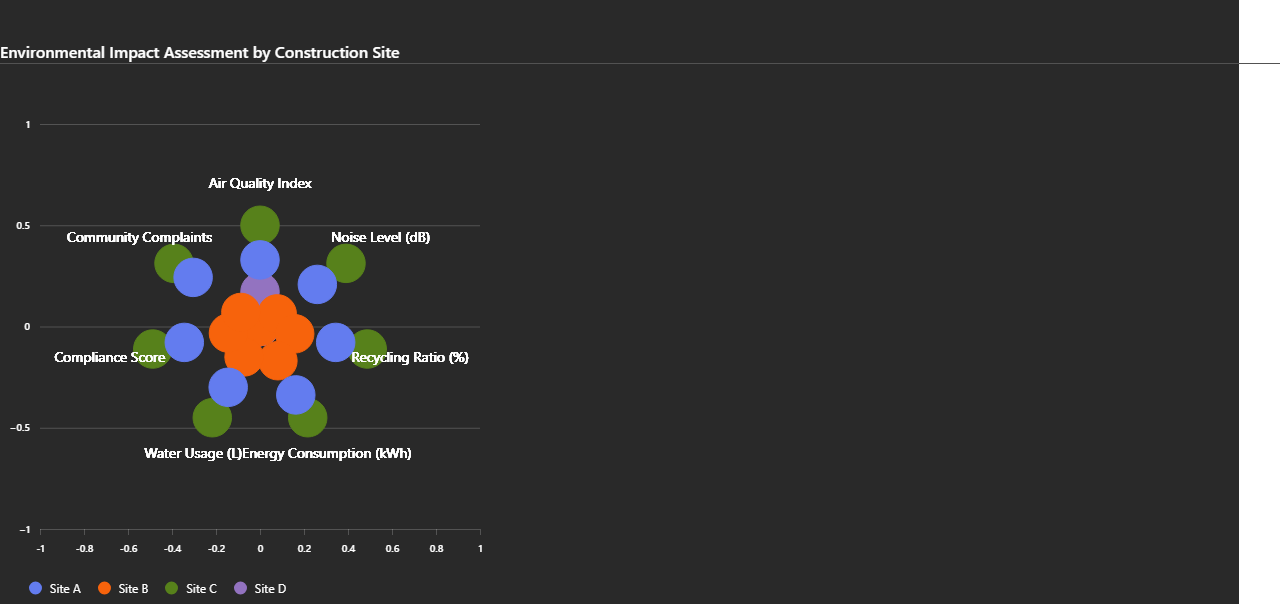 Environmental Impact Assessment by Construction Site
1
Air Quality Index
0.5
Community Complaints
Noise Level (dB)
0
Compliance Score
Recycling Ratio (%)
−0.5
Water Usage (L)
Energy Consumption (kWh)
−1
-1 -0.8 -0.6 -0.4 -0.2 0 0.2 0.4 0.6 0.8 1
Site A Site B Site C Site D